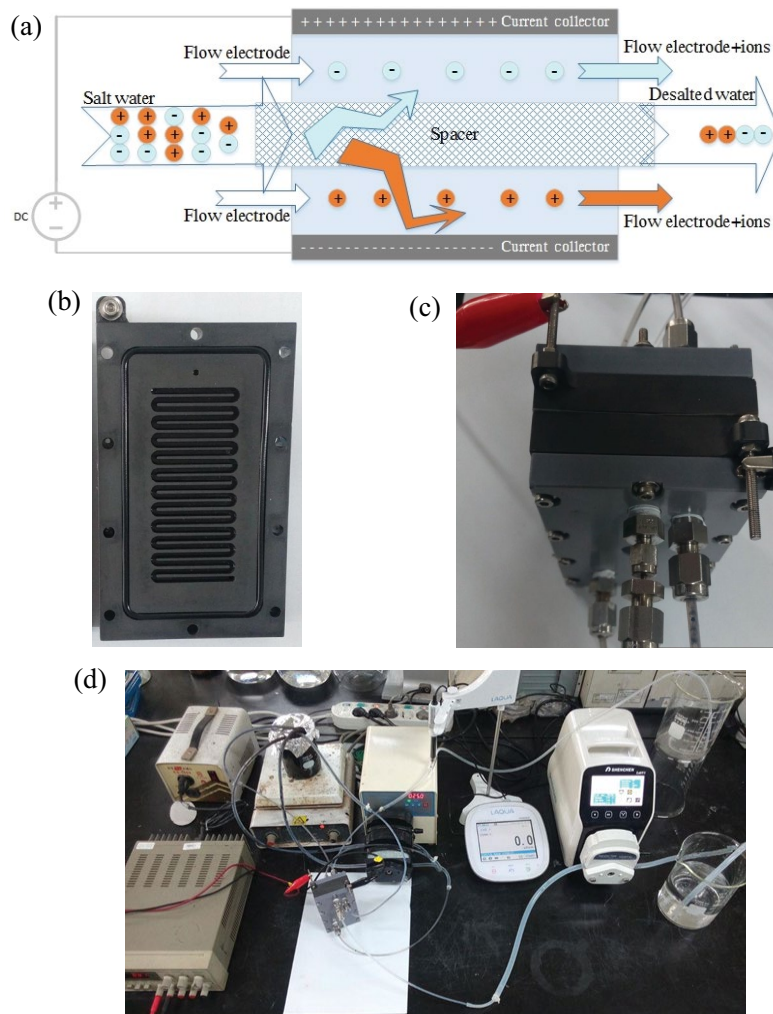 (a)
+ + + + + + + + + + + + + + + + Current collector
Flow electrode
Flow electrode+ions
- - - - -
Salt water
Desalted water
+ + - + +
- + + - -
- - + -
Spacer
+ + - -
DC
+ + + + +
Flow electrode
Flow electrode+ions
- - - - - - - - - - - - - - - - - - - - - - - Current collector
(b)
(c)
(d)
LAQUA
LAQUA
0.0
SHENCHEN